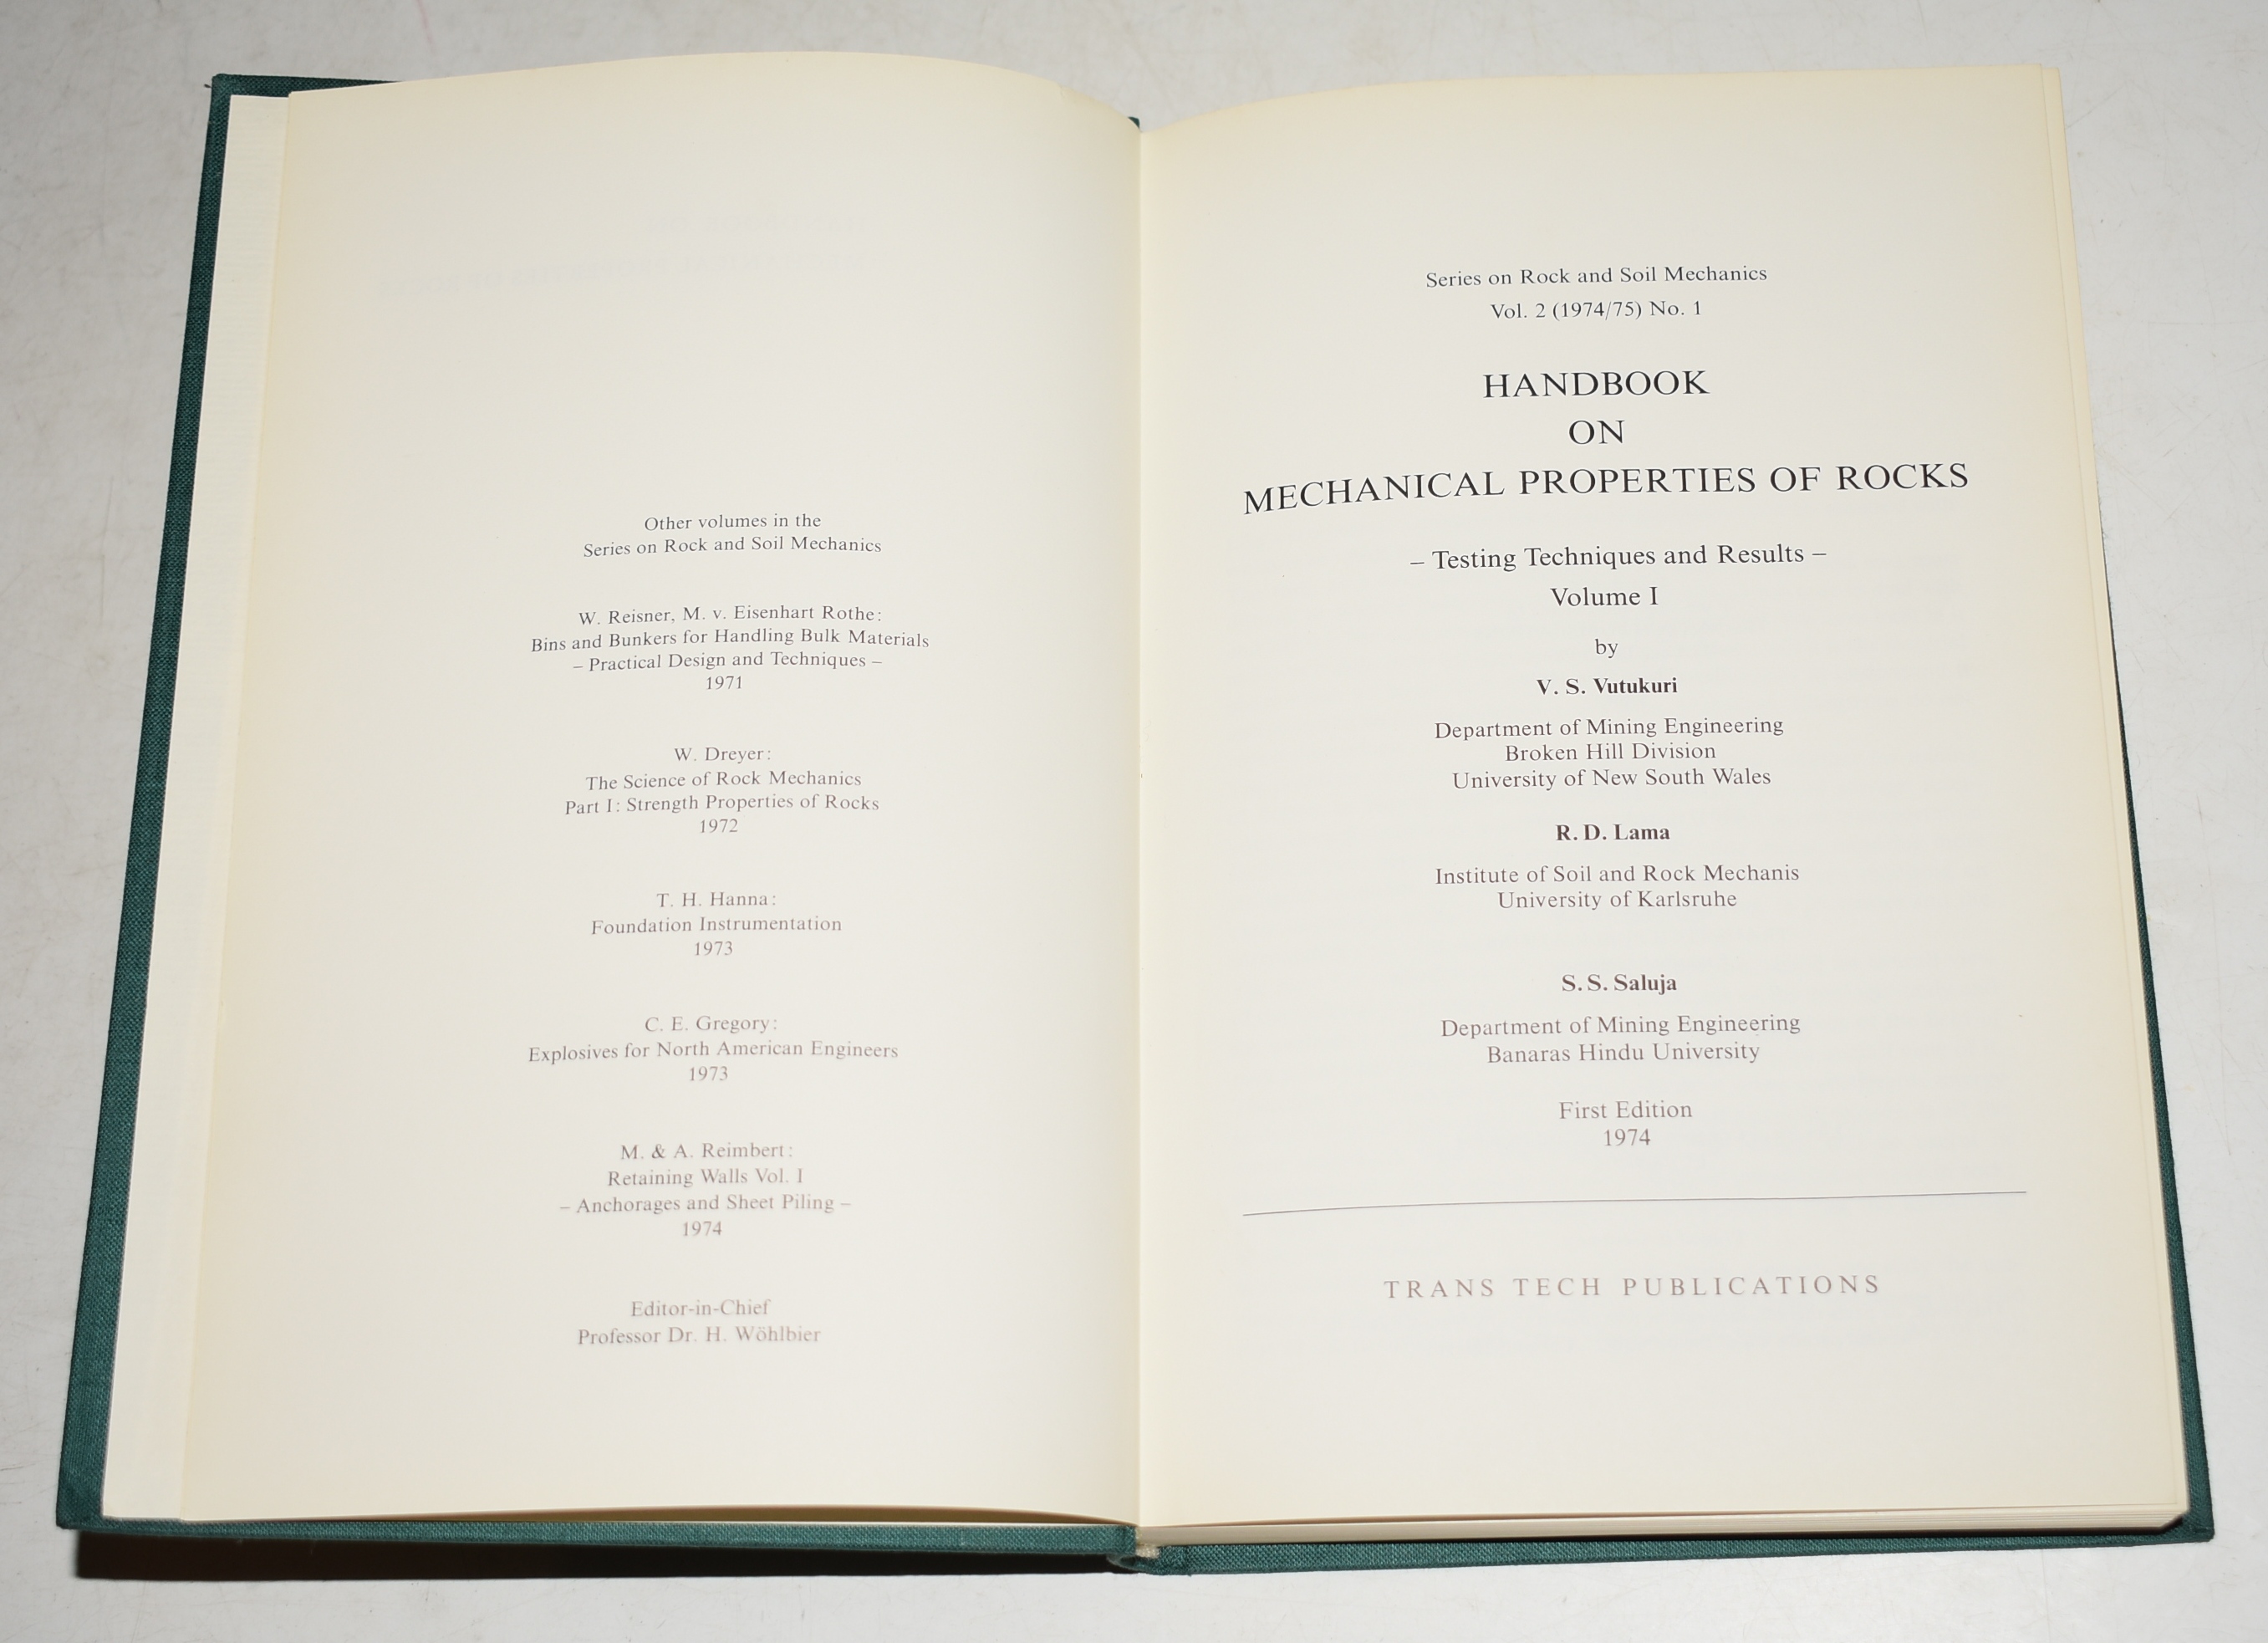 Other volumes in the
Series on Rock and Soil Mechanics
W. Reisner, M. v. Eisenhart Rothe:
Bins and Bunkers for Handling Bulk Materials
– Practical Design and Techniques –
1971
W. Dreyer:
The Science of Rock Mechanics
Part I: Strength Properties of Rocks
1972
T. H. Hanna:
Foundation Instrumentation
1973
C. E. Gregory:
Explosives for North American Engineers
1973
M. & A. Reimbert:
Retaining Walls Vol. I
– Anchorages and Sheet Piling –
1974
Editor-in-Chief
Professor Dr. H. Wöhlbier
Series on Rock and Soil Mechanics
Vol. 2 (1974/75) No. 1
HANDBOOK
ON
MECHANICAL PROPERTIES OF ROCKS
– Testing Techniques and Results –
Volume I
by
V. S. Vutukuri
Department of Mining Engineering
Broken Hill Division
University of New South Wales
R. D. Lama
Institute of Soil and Rock Mechanis
University of Karlsruhe
S. S. Saluja
Department of Mining Engineering
Banaras Hindu University
First Edition
1974
TRANS TECH PUBLICATIONS